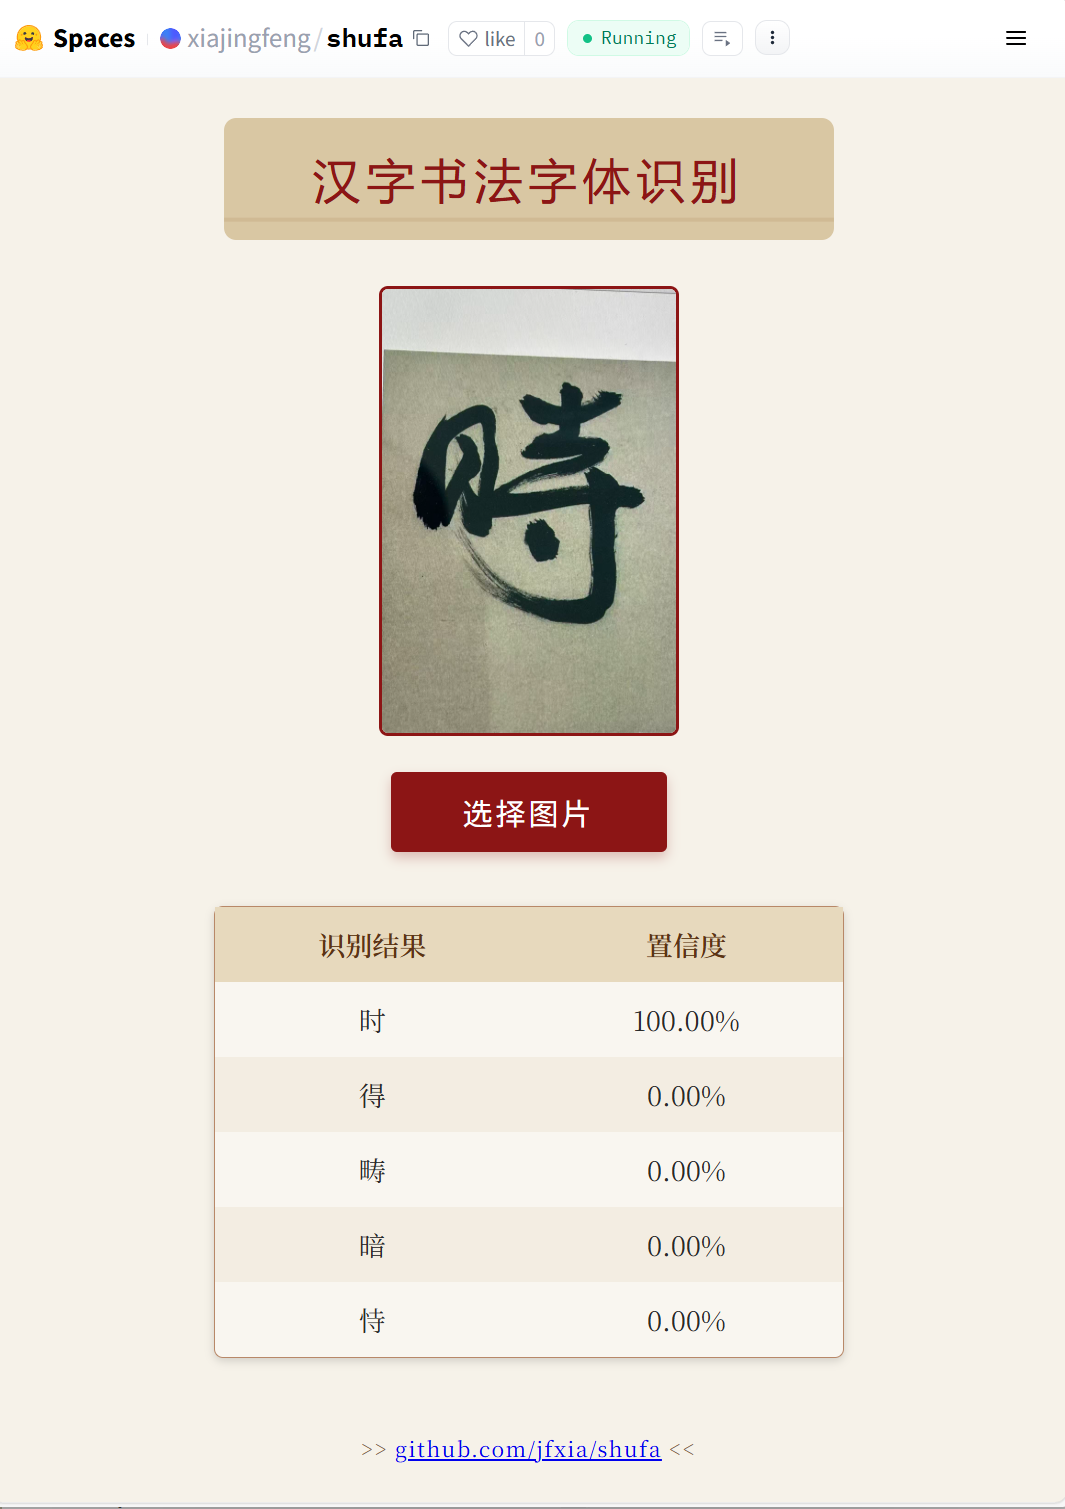 Spaces xiajingfeng/shufa like 0 Running
汉字书法字体识别
時
选择图片
识别结果 置信度
时 100.00%
得 0.00%
畴 0.00%
暗 0.00%
恃 0.00%
>> github.com/jfxia/shufa <<